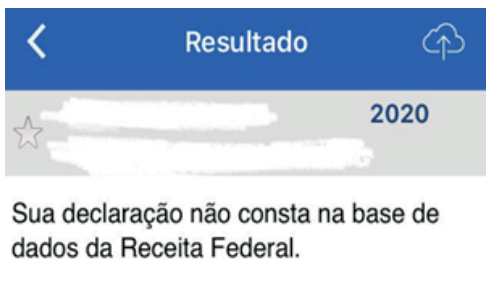 Resultado
2020
Sua declaração não consta na base de
dados da Receita Federal.